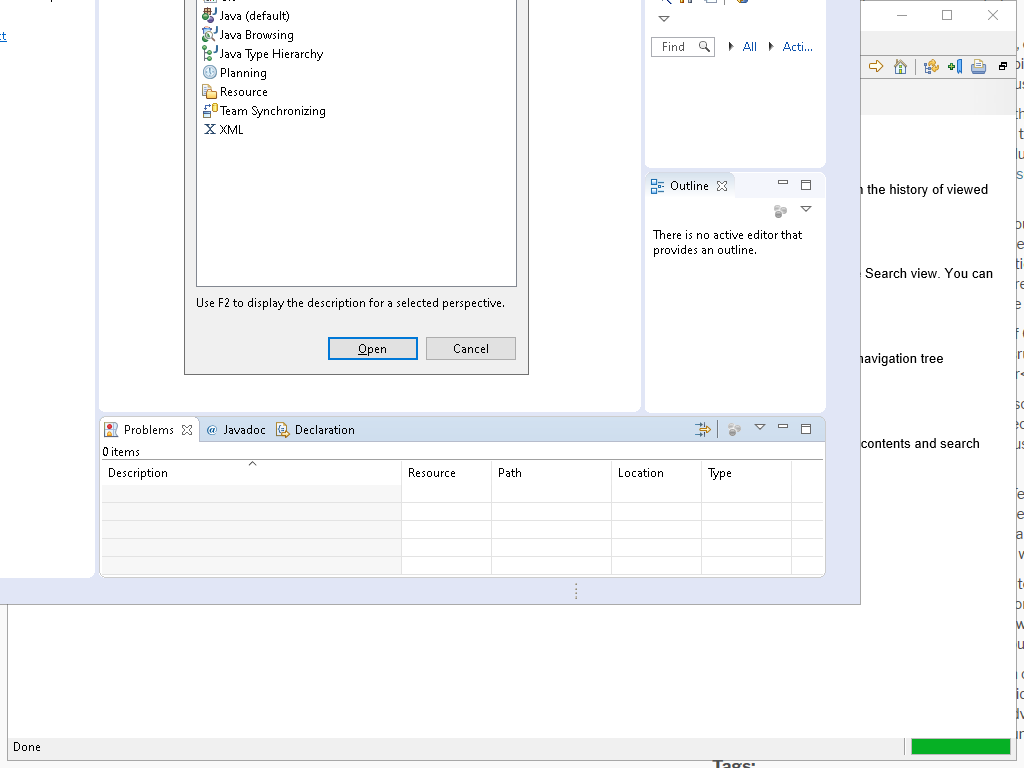 Java (default)
Java Browsing
Java Type Hierarchy
Planning
Resource
Team Synchronizing
XML
Use F2 to display the description for a selected perspective.
Open
Cancel
Find
All
Acti...
Outline
There is no active editor that
provides an outline.
the history of viewed
Search view. You can
navigation tree
contents and search
Problems
@ Javadoc
Declaration
0 items
Description
Resource
Path
Location
Type
Done
Tags: